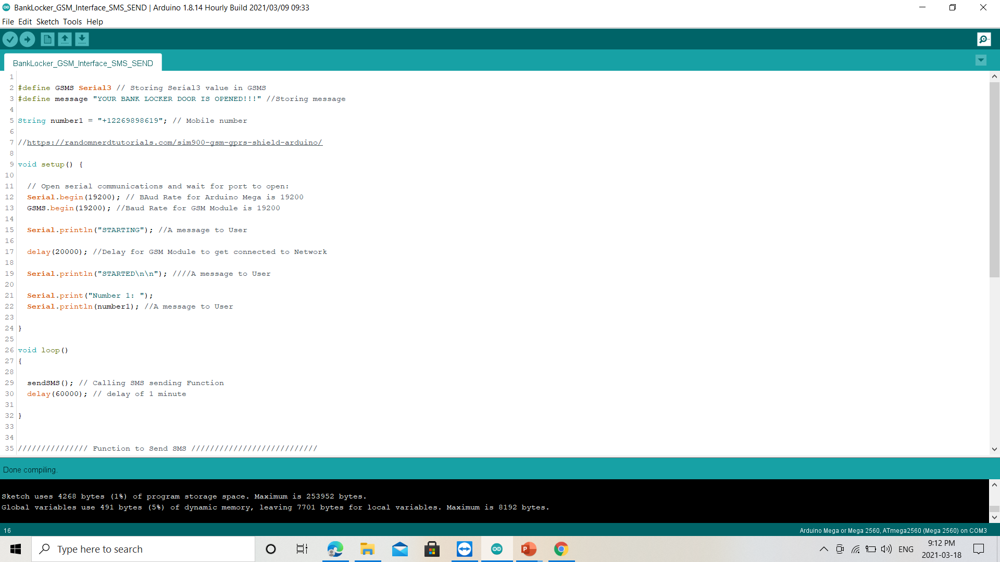 BankLocker_GSM_Interface_SMS_SEND | Arduino 1.8.14 Hourly Build 2021/03/09 09:33
File Edit Sketch Tools Help
BankLocker_GSM_Interface_SMS_SEND
1
2 #define GSMS Serial3 // Storing Serial3 value in GSMS
3 #define message "YOUR BANK LOCKER DOOR IS OPENED!!!" //Storing message
4
5 String number1 = "+12269898619"; // Mobile number
6
7 //https://randomnerdtutorials.com/sim900-gsm-gprs-shield-arduino/
8
9 void setup() {
10
11 // Open serial communications and wait for port to open:
12 Serial.begin(19200); // BAud Rate for Arduino Mega is 19200
13 GSMS.begin(19200); //Baud Rate for GSM Module is 19200
14
15 Serial.println("STARTING"); //A message to User
16
17 delay(20000); //Delay for GSM Module to get connected to Network
18
19 Serial.println("STARTED\n\n"); ////A message to User
20
21 Serial.print("Number 1: ");
22 Serial.println(number1); //A message to User
23
24 }
25
26 void loop()
27 {
28
29 sendSMS(); // Calling SMS sending Function
30 delay(60000); // delay of 1 minute
31
32 }
33
34
35 /////////////// Function to Send SMS ///////////////////////////
Done compiling.
Sketch uses 4268 bytes (1%) of program storage space. Maximum is 253952 bytes.
Global variables use 491 bytes (5%) of dynamic memory, leaving 7701 bytes for local variables. Maximum is 8192 bytes.
16
Arduino Mega or Mega 2560, ATmega2560 (Mega 2560) on COM3
Type here to search
ENG
9:12 PM
2021-03-18